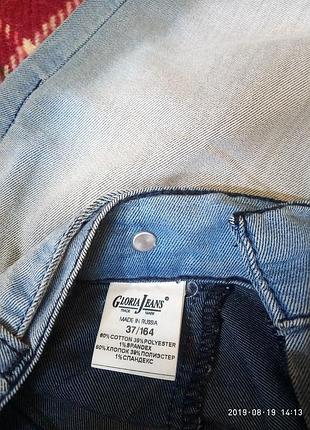 GLORIA JEANS
TRADE MARK
MADE IN RUSSIA
37/164
60%COTTON 39%POLYESTER
1%SPANDEX
60%ХЛОПОК 39%ПОЛИЭСТЕР
1%СПАНДЕКС
2019-08-19 14:13